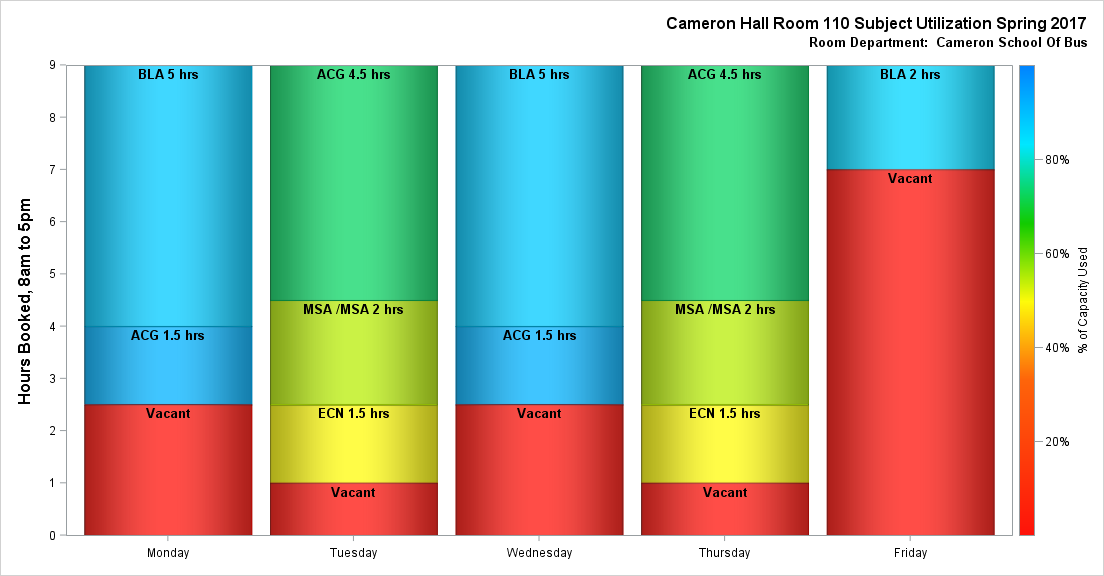 Cameron Hall Room 110 Subject Utilization Spring 2017
Room Department:  Cameron School Of Bus
Hours Booked, 8am to 5pm
9
8
7
6
5
4
3
2
1
0
BLA 5 hrs
ACG 1.5 hrs
Vacant
ACG 4.5 hrs
MSA /MSA 2 hrs
ECN 1.5 hrs
Vacant
BLA 5 hrs
ACG 1.5 hrs
Vacant
ACG 4.5 hrs
MSA /MSA 2 hrs
ECN 1.5 hrs
Vacant
BLA 2 hrs
Vacant
Monday
Tuesday
Wednesday
Thursday
Friday
80%
60%
40%
20%
% of Capacity Used